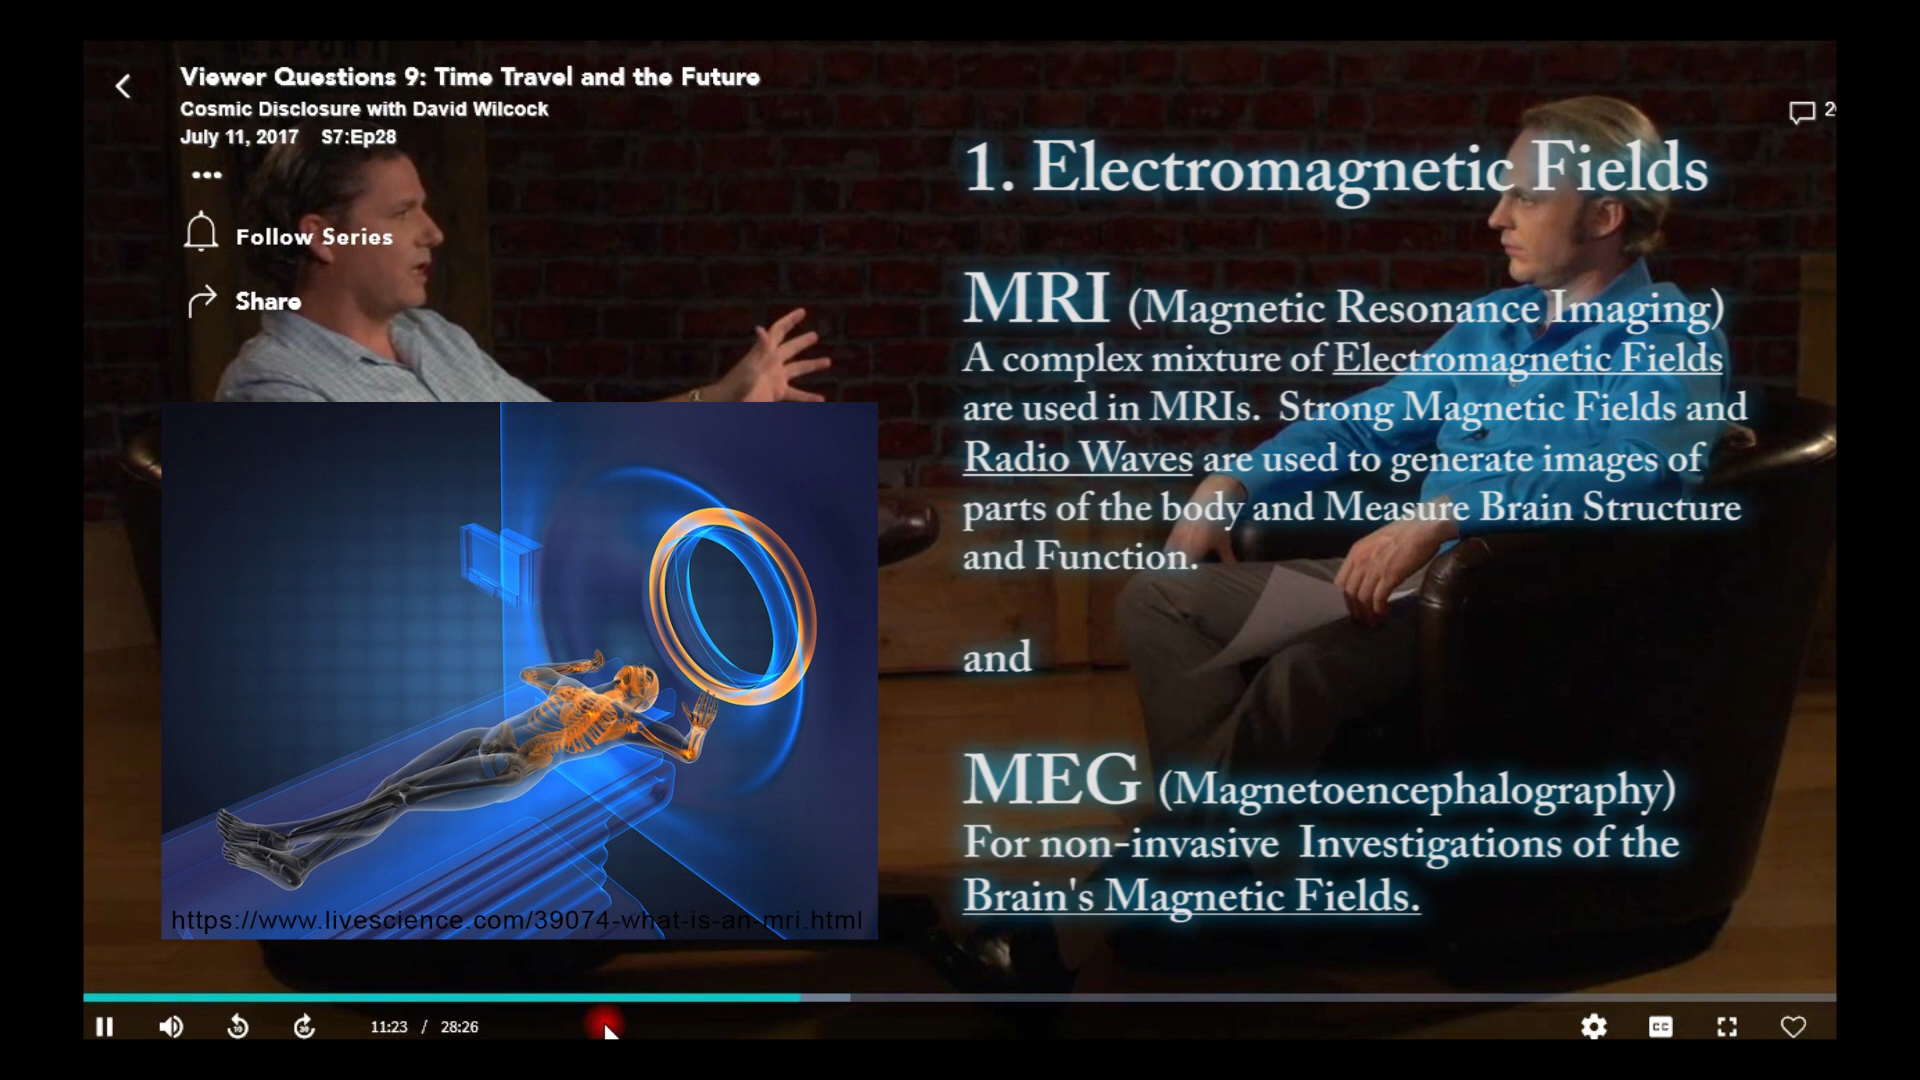 Viewer Questions 9: Time Travel and the Future
Cosmic Disclosure with David Wilcock
July 11, 2017 S7:Ep28
Follow Series
Share
1. Electromagnetic Fields
MRI (Magnetic Resonance Imaging)
A complex mixture of Electromagnetic Fields
are used in MRIs. Strong Magnetic Fields and
Radio Waves are used to generate images of
parts of the body and Measure Brain Structure
and Function.
and
MEG (Magnetoencephalography)
For non-invasive Investigations of the
Brain's Magnetic Fields.
https://www.livescience.com/39074-what-is-an-mri.html
10
30
11:23 / 28:26
CC